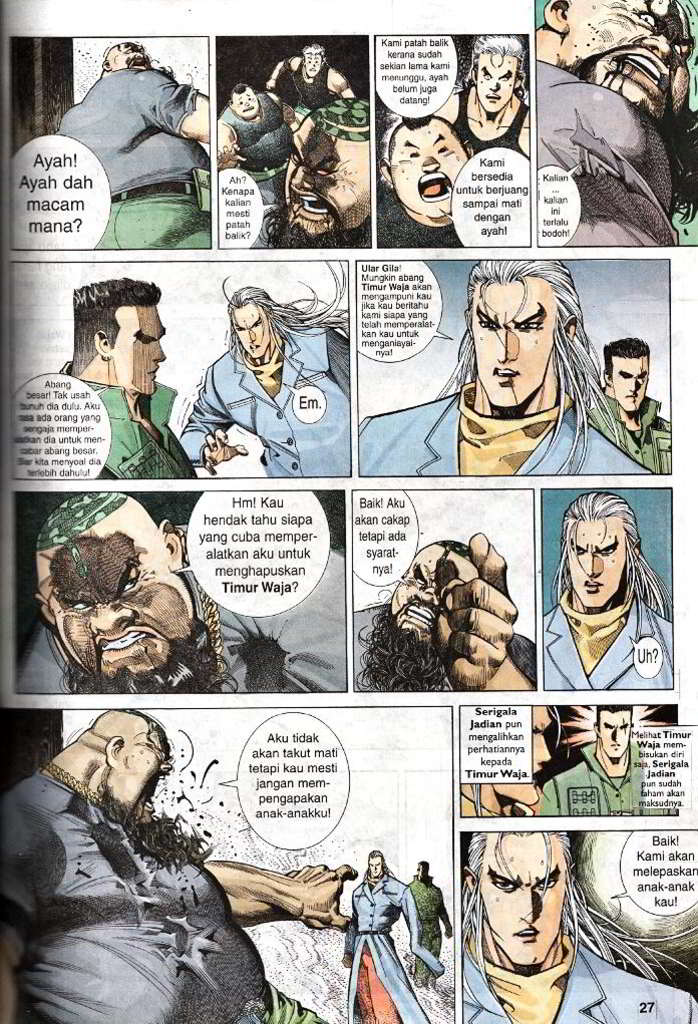 Ayah!
Ayah dah
macam
mana?
Ah?
Kenapa
kalian
mesti
patah
balik?
Kami patah balik
kerana sudah
sekian lama kami
menunggu, ayah
belum juga
datang!
Kami
bersedia
untuk berjuang
sampai mati
dengan
ayah!
Kalian
...
kalian
terlalu
bodoh!
Abang
besar! Tak usah
bunuh dia dulu. Aku
rasa ada orang yang
sengaja memper-
alatkan dia untuk men-
cabar abang besar.
Biar kita menyoal dia
terlebih dahulu!
Em.
Ular Gila!
Mungkin abang
Timur Waja akan
mengampuni kau
jika kau beritahu
kami siapa yang
telah memperalat-
kan kau untuk
menganiayai-
nya!
Hm! Kau
hendak tahu siapa
yang cuba memper-
alatkan aku untuk
menghapuskan
Timur Waja?
Baik! Aku
akan cakap
tetapi ada
syarat-
nya!
Uh?
Aku tidak
akan takut mati
tetapi kau mesti
jangan mem-
pengapakan
anak-anakku!
Serigala
Jadian pun
mengalihkan
perhatiannya
kepada
Timur Waja.
Melihat Timur
Waja mem-
bisukan diri
saja, Serigala
Jadian
pun sudah
faham akan
maksudnya.
Baik!
Kami akan
melepaskan
anak-anak
kau!
27